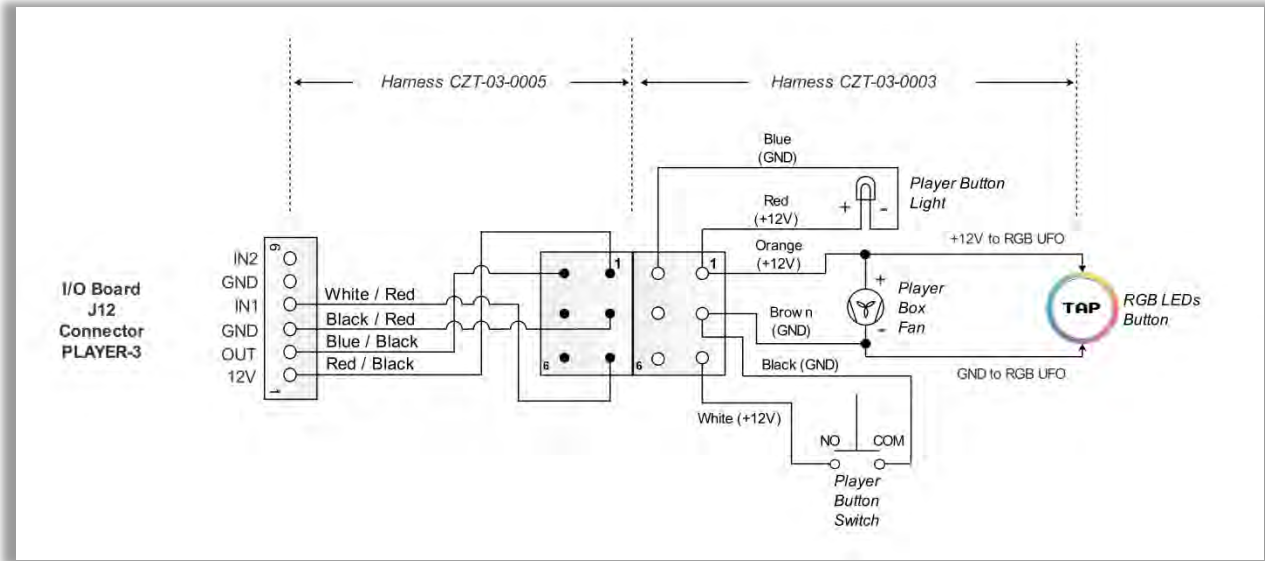 Harness CZT-03-0005
Harness CZT-03-0003
Blue
(GND)
Player Button
Light
+ -
Red
(+12V)
+12V to RGB UFO
Orange
(+12V)
I/O Board
J12
Connector
PLAYER-3
6
IN2
GND
IN1
GND
OUT
12V
1
White / Red
Black / Red
Blue / Black
Red / Black
1
6
1
6
+
Player
Box
Fan
-
Brown
(GND)
TAP
RGB LEDs
Button
Black (GND)
GND to RGB UFO
White (+12V)
NO COM
Player
Button
Switch